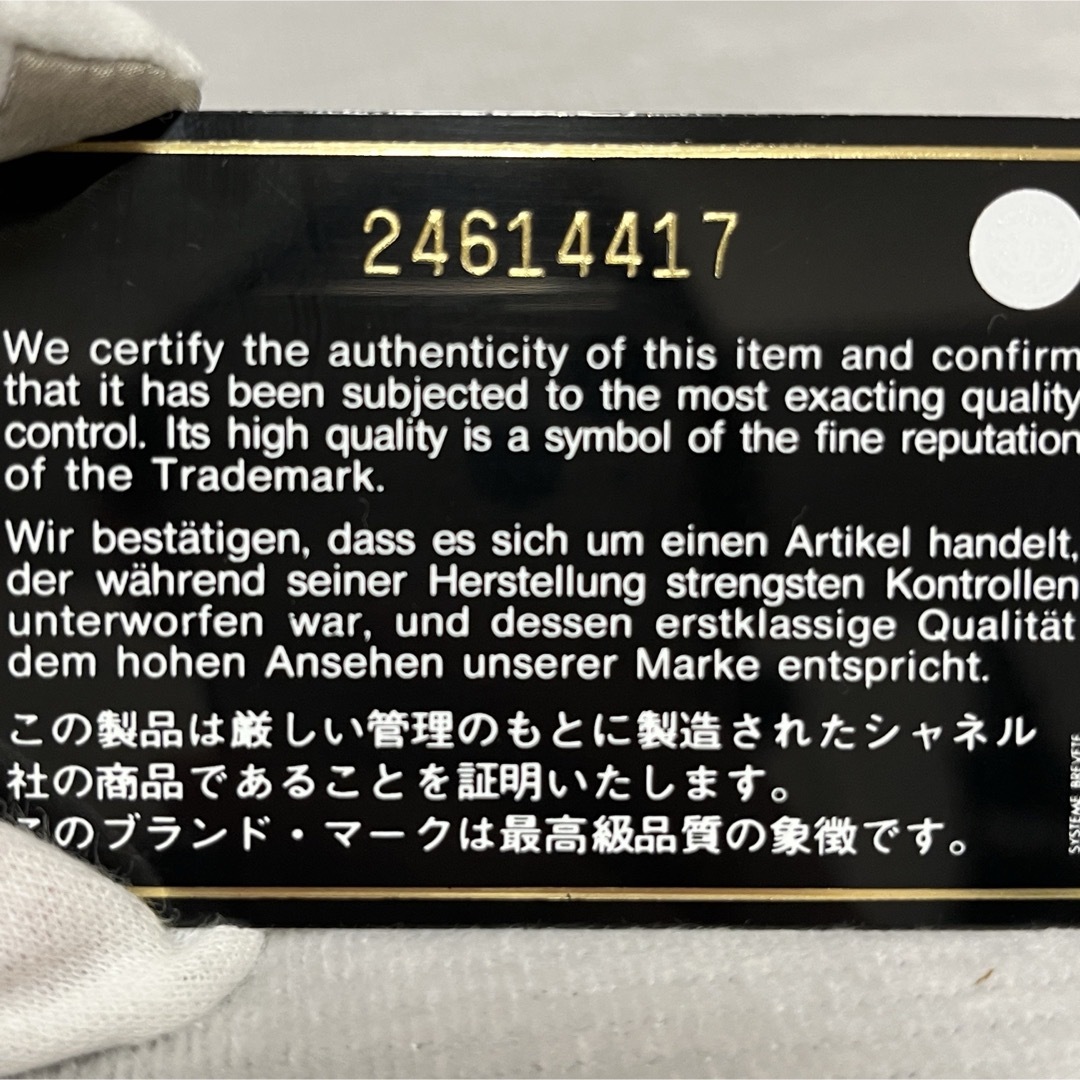 24614417
We certify the authenticity of this item and confirm
that it has been subjected to the most exacting quality
control. Its high quality is a symbol of the fine reputation
of the Trademark.
Wir bestätigen, dass es sich um einen Artikel handelt,
der während seiner Herstellung strengsten Kontrollen
unterworfen war, und dessen erstklassige Qualität
dem hohen Ansehen unserer Marke entspricht.
この製品は厳しい管理のもとに製造されたシャネル
社の商品であることを証明いたします。
このブランド・マークは最高級品質の象徴です。
SYSTEME BREVETE